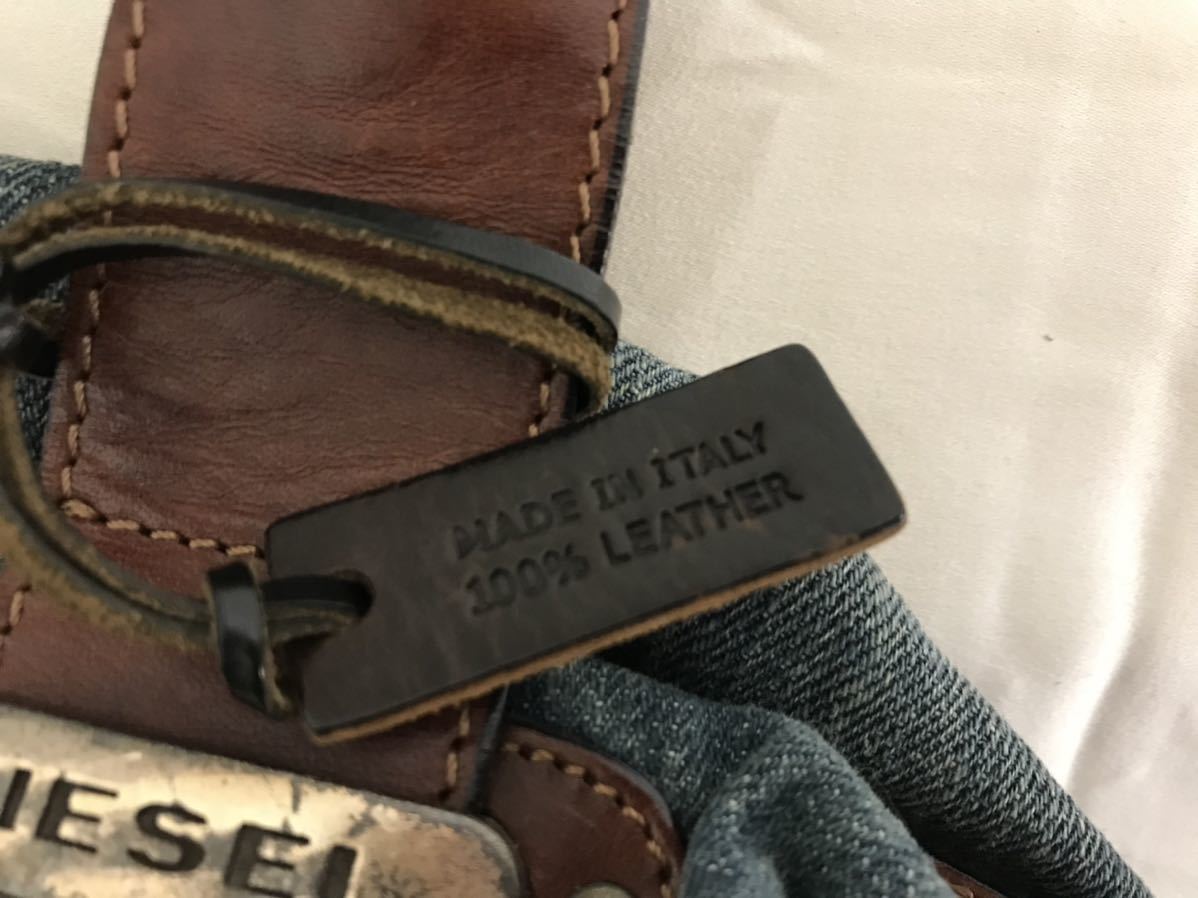 MADE IN ITALY
100% LEATHER
IESEL